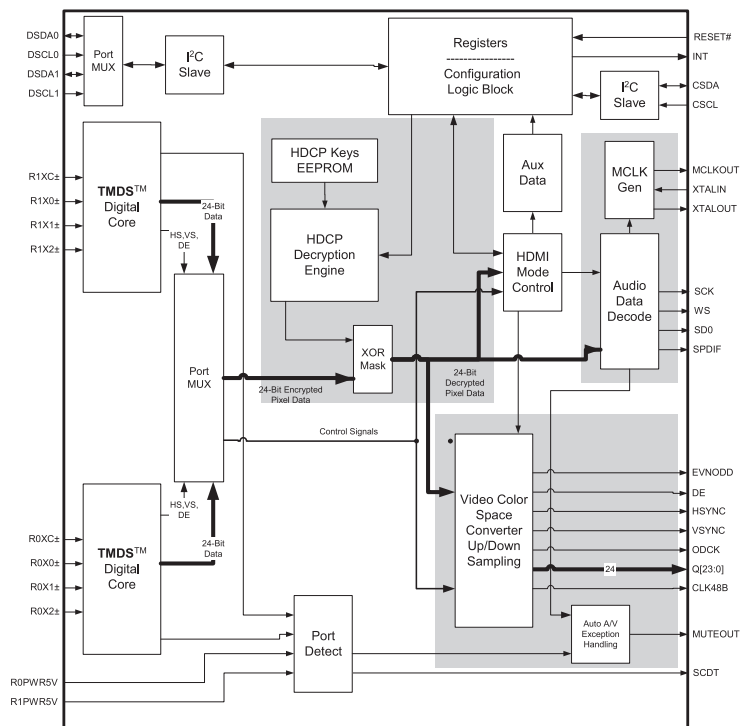 DSDA0
DSCL0
DSDA1
DSCL1
Port
MUX
I2C
Slave
Registers
----------------
Configuration
Logic Block
RESET#
INT
I2C
Slave
CSDA
CSCL
R1XC±
R1X0±
R1X1±
R1X2±
TMDS™
Digital
Core
24-Bit
Data
HS,VS,
DE
HDCP Keys
EEPROM
HDCP
Decryption
Engine
Aux
Data
MCLK
Gen
MCLKOUT
XTALIN
XTALOUT
HDMI
Mode
Control
Audio
Data
Decode
SCK
WS
SD0
SPDIF
Port
MUX
XOR
Mask
24-Bit Encrypted
Pixel Data
24-Bit
Decrypted
Pixel Data
Control Signals
R0XC±
R0X0±
R0X1±
R0X2±
TMDS™
Digital
Core
HS,VS,
DE
24-Bit
Data
Video Color
Space
Converter
Up/Down
Sampling
EVNODD
DE
HSYNC
VSYNC
ODCK
24
Q[23:0]
CLK48B
Port
Detect
Auto A/V
Exception
Handling
MUTEOUT
SCDT
R0PWR5V
R1PWR5V